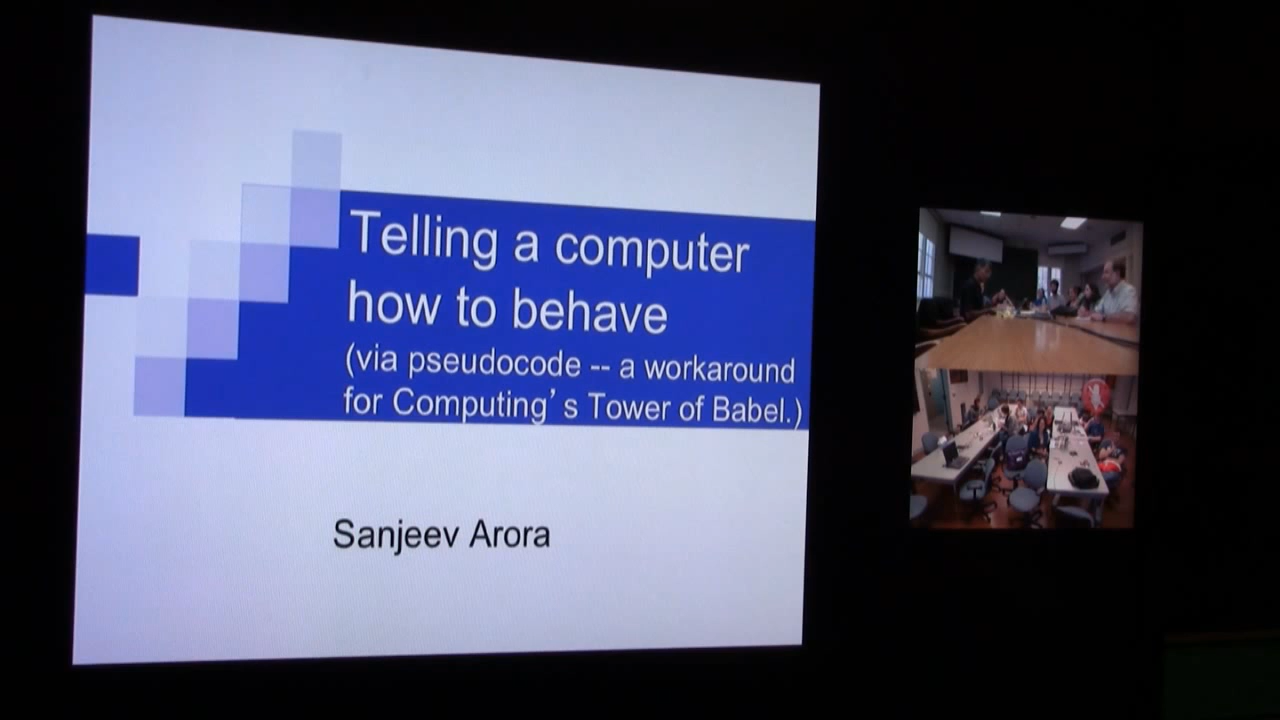 Telling a computer
how to behave
(via pseudocode -- a workaround
for Computing’s Tower of Babel.)
Sanjeev Arora